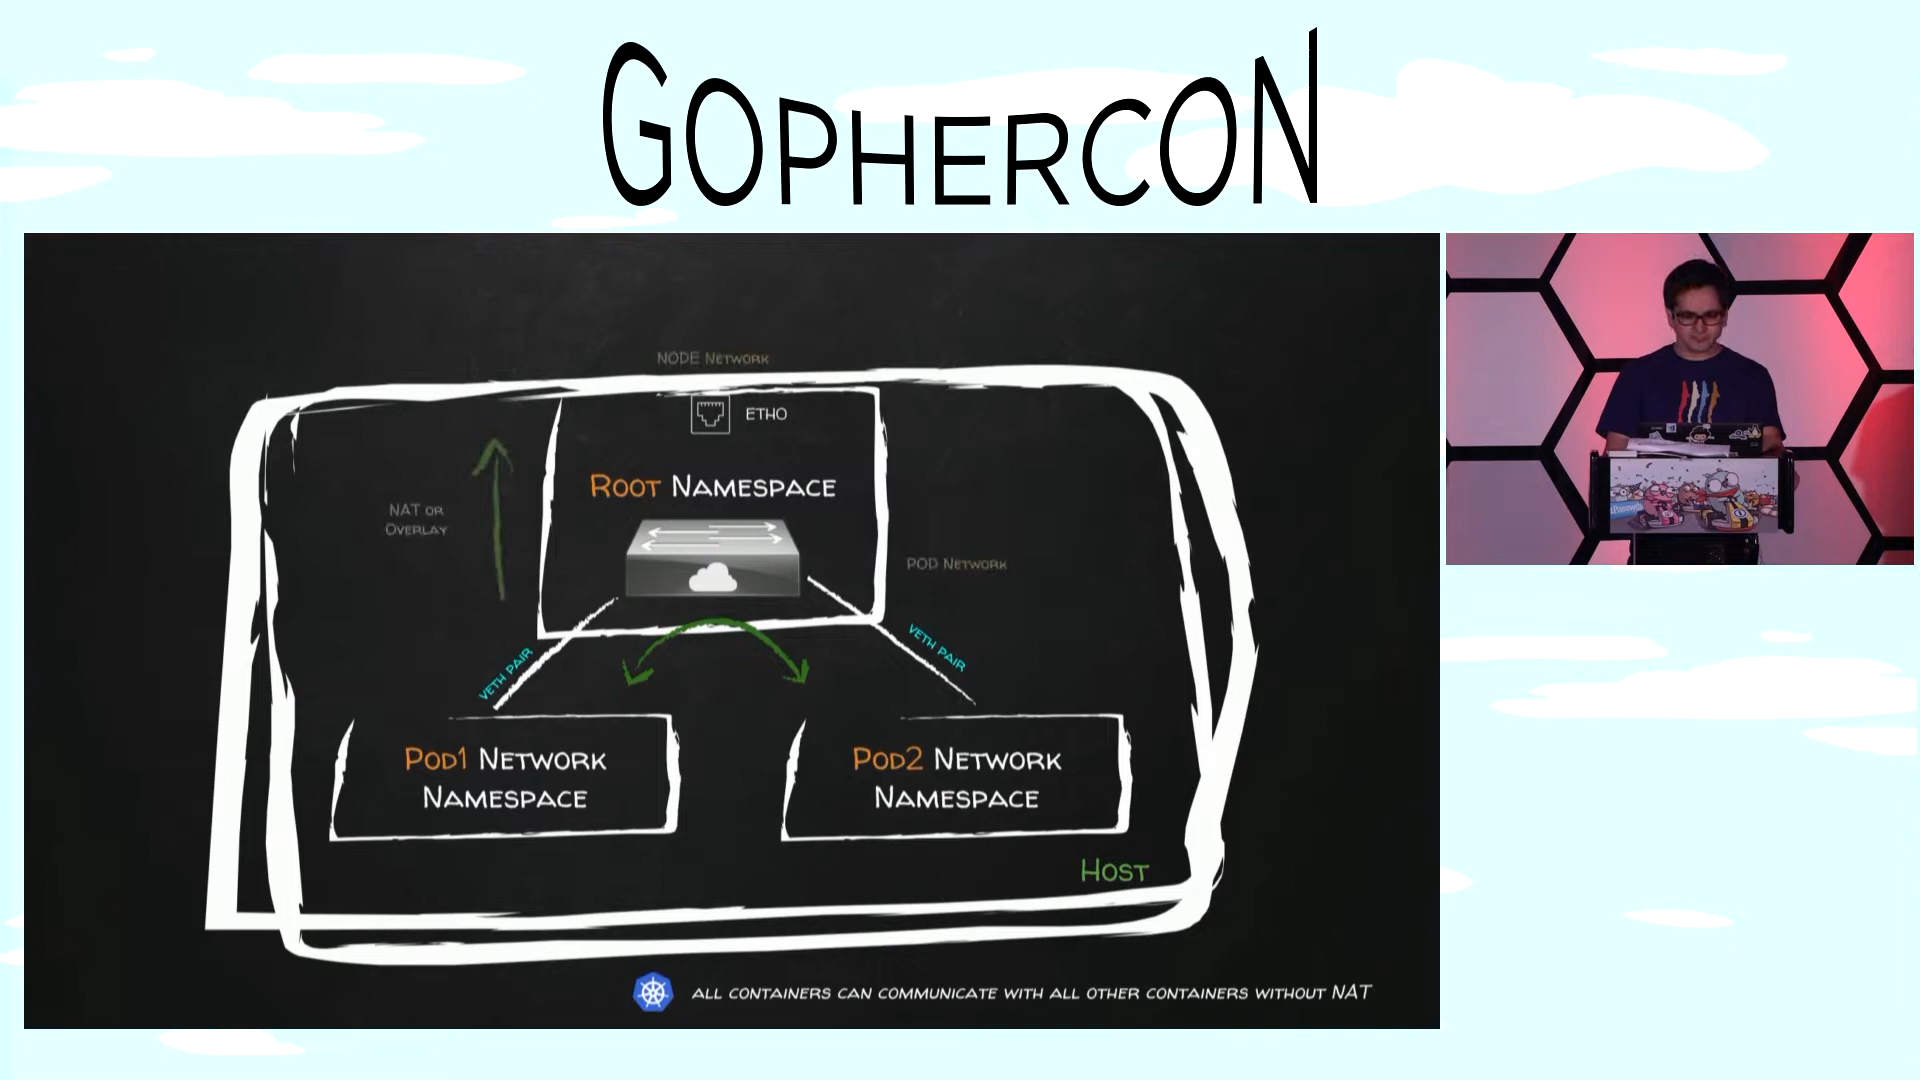 GOPHERCON
NODE NETWORK
ETH0
ROOT NAMESPACE
NAT OR
OVERLAY
POD NETWORK
VETH PAIR
VETH PAIR
POD1 NETWORK
NAMESPACE
POD2 NETWORK
NAMESPACE
HOST
ALL CONTAINERS CAN COMMUNICATE WITH ALL OTHER CONTAINERS WITHOUT NAT